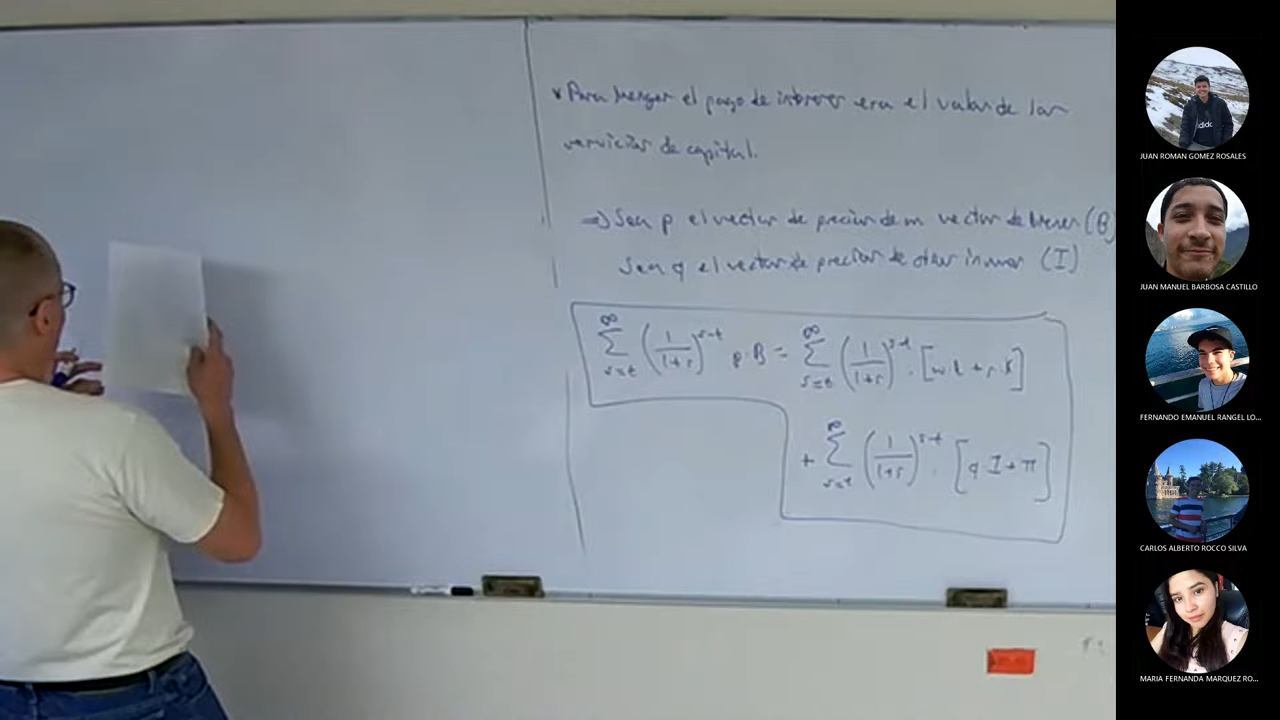 * Para Menger el pago de intereses era el valor de los
servicios de capital.
⇒ Sea p el vector de precios de un vector de bienes (B)
Sea q el vector de precios de otros insumos (I)
∑_{s=t}^{∞} (1/(1+r))^{s-t} p·B = ∑_{s=t}^{∞} (1/(1+r))^{s-t} · [w·L + r·K]
+ ∑_{s=t}^{∞} (1/(1+r))^{s-t} · [q·I + π]
JUAN ROMAN GOMEZ ROSALES
JUAN MANUEL BARBOSA CASTILLO
FERNANDO EMANUEL RANGEL LO...
CARLOS ALBERTO ROCCO SILVA
MARIA FERNANDA MARQUEZ RO...